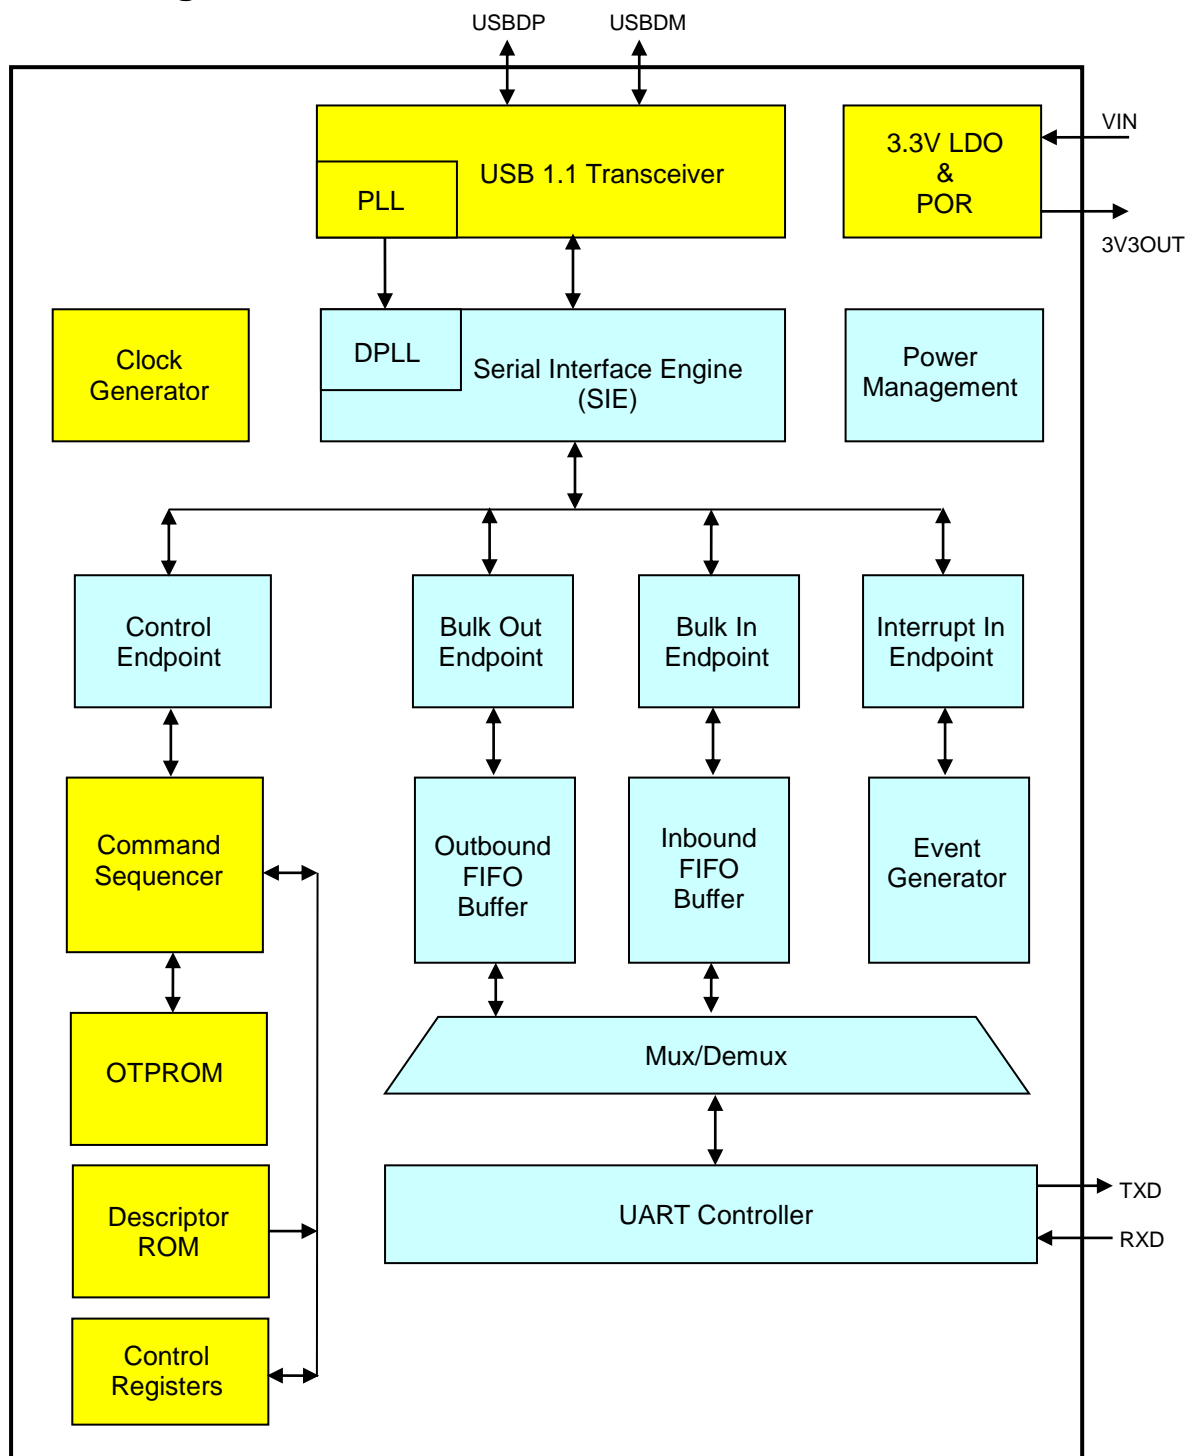 USBDP
USBDM
VIN
3.3V LDO
&
POR
3V3OUT
USB 1.1 Transceiver
PLL
Clock
Generator
DPLL
Serial Interface Engine
(SIE)
Power
Management
Control
Endpoint
Bulk Out
Endpoint
Bulk In
Endpoint
Interrupt In
Endpoint
Command
Sequencer
Outbound
FIFO
Buffer
Inbound
FIFO
Buffer
Event
Generator
OTPROM
Mux/Demux
Descriptor
ROM
UART Controller
TXD
RXD
Control
Registers